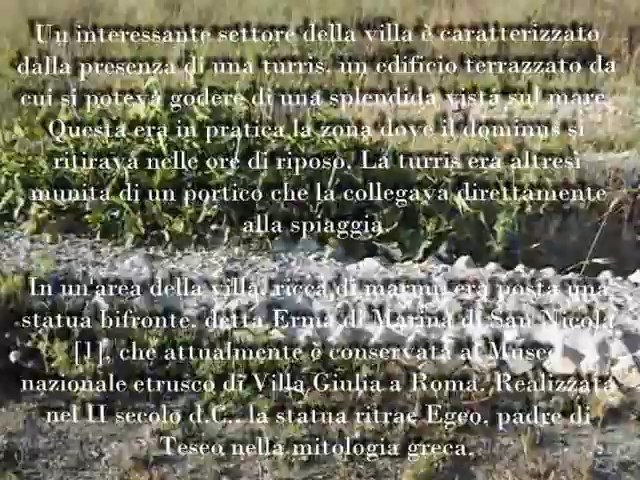 Un interessante settore della villa è caratterizzato
dalla presenza di una turris, un edificio terrazzato da
cui si poteva godere di una splendida vista sul mare.
Questa era in pratica la zona dove il dominus si
ritirava nelle ore di riposo. La turris era altresì
munita di un portico che la collegava direttamente
alla spiaggia.
In un'area della villa, ricca di marmi, era posta una
statua bifronte, detta Erma di Marina di San Nicola
[1], che attualmente è conservata al Museo
nazionale etrusco di Villa Giulia a Roma. Realizzata
nel II secolo d.C., la statua ritrae Egeo, padre di
Teseo nella mitologia greca.